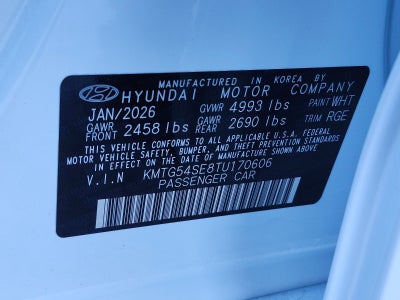 MANUFACTURED IN KOREA BY
HYUNDAI MOTOR COMPANY
JAN/2026 GVWR 4993 lbs PAINT WHT
GAWR FRONT 2458 lbs GAWR REAR 2690 lbs TRIM RGE
THIS VEHICLE CONFORMS TO ALL APPLICABLE U.S.A. FEDERAL
MOTOR VEHICLE SAFETY, BUMPER, AND THEFT PREVENTION STANDARDS
IN EFFECT ON THE DATE OF MANUFACTURE SHOWN ABOVE.
V.I.N KMTG54SE8TU170606
PASSENGER CAR